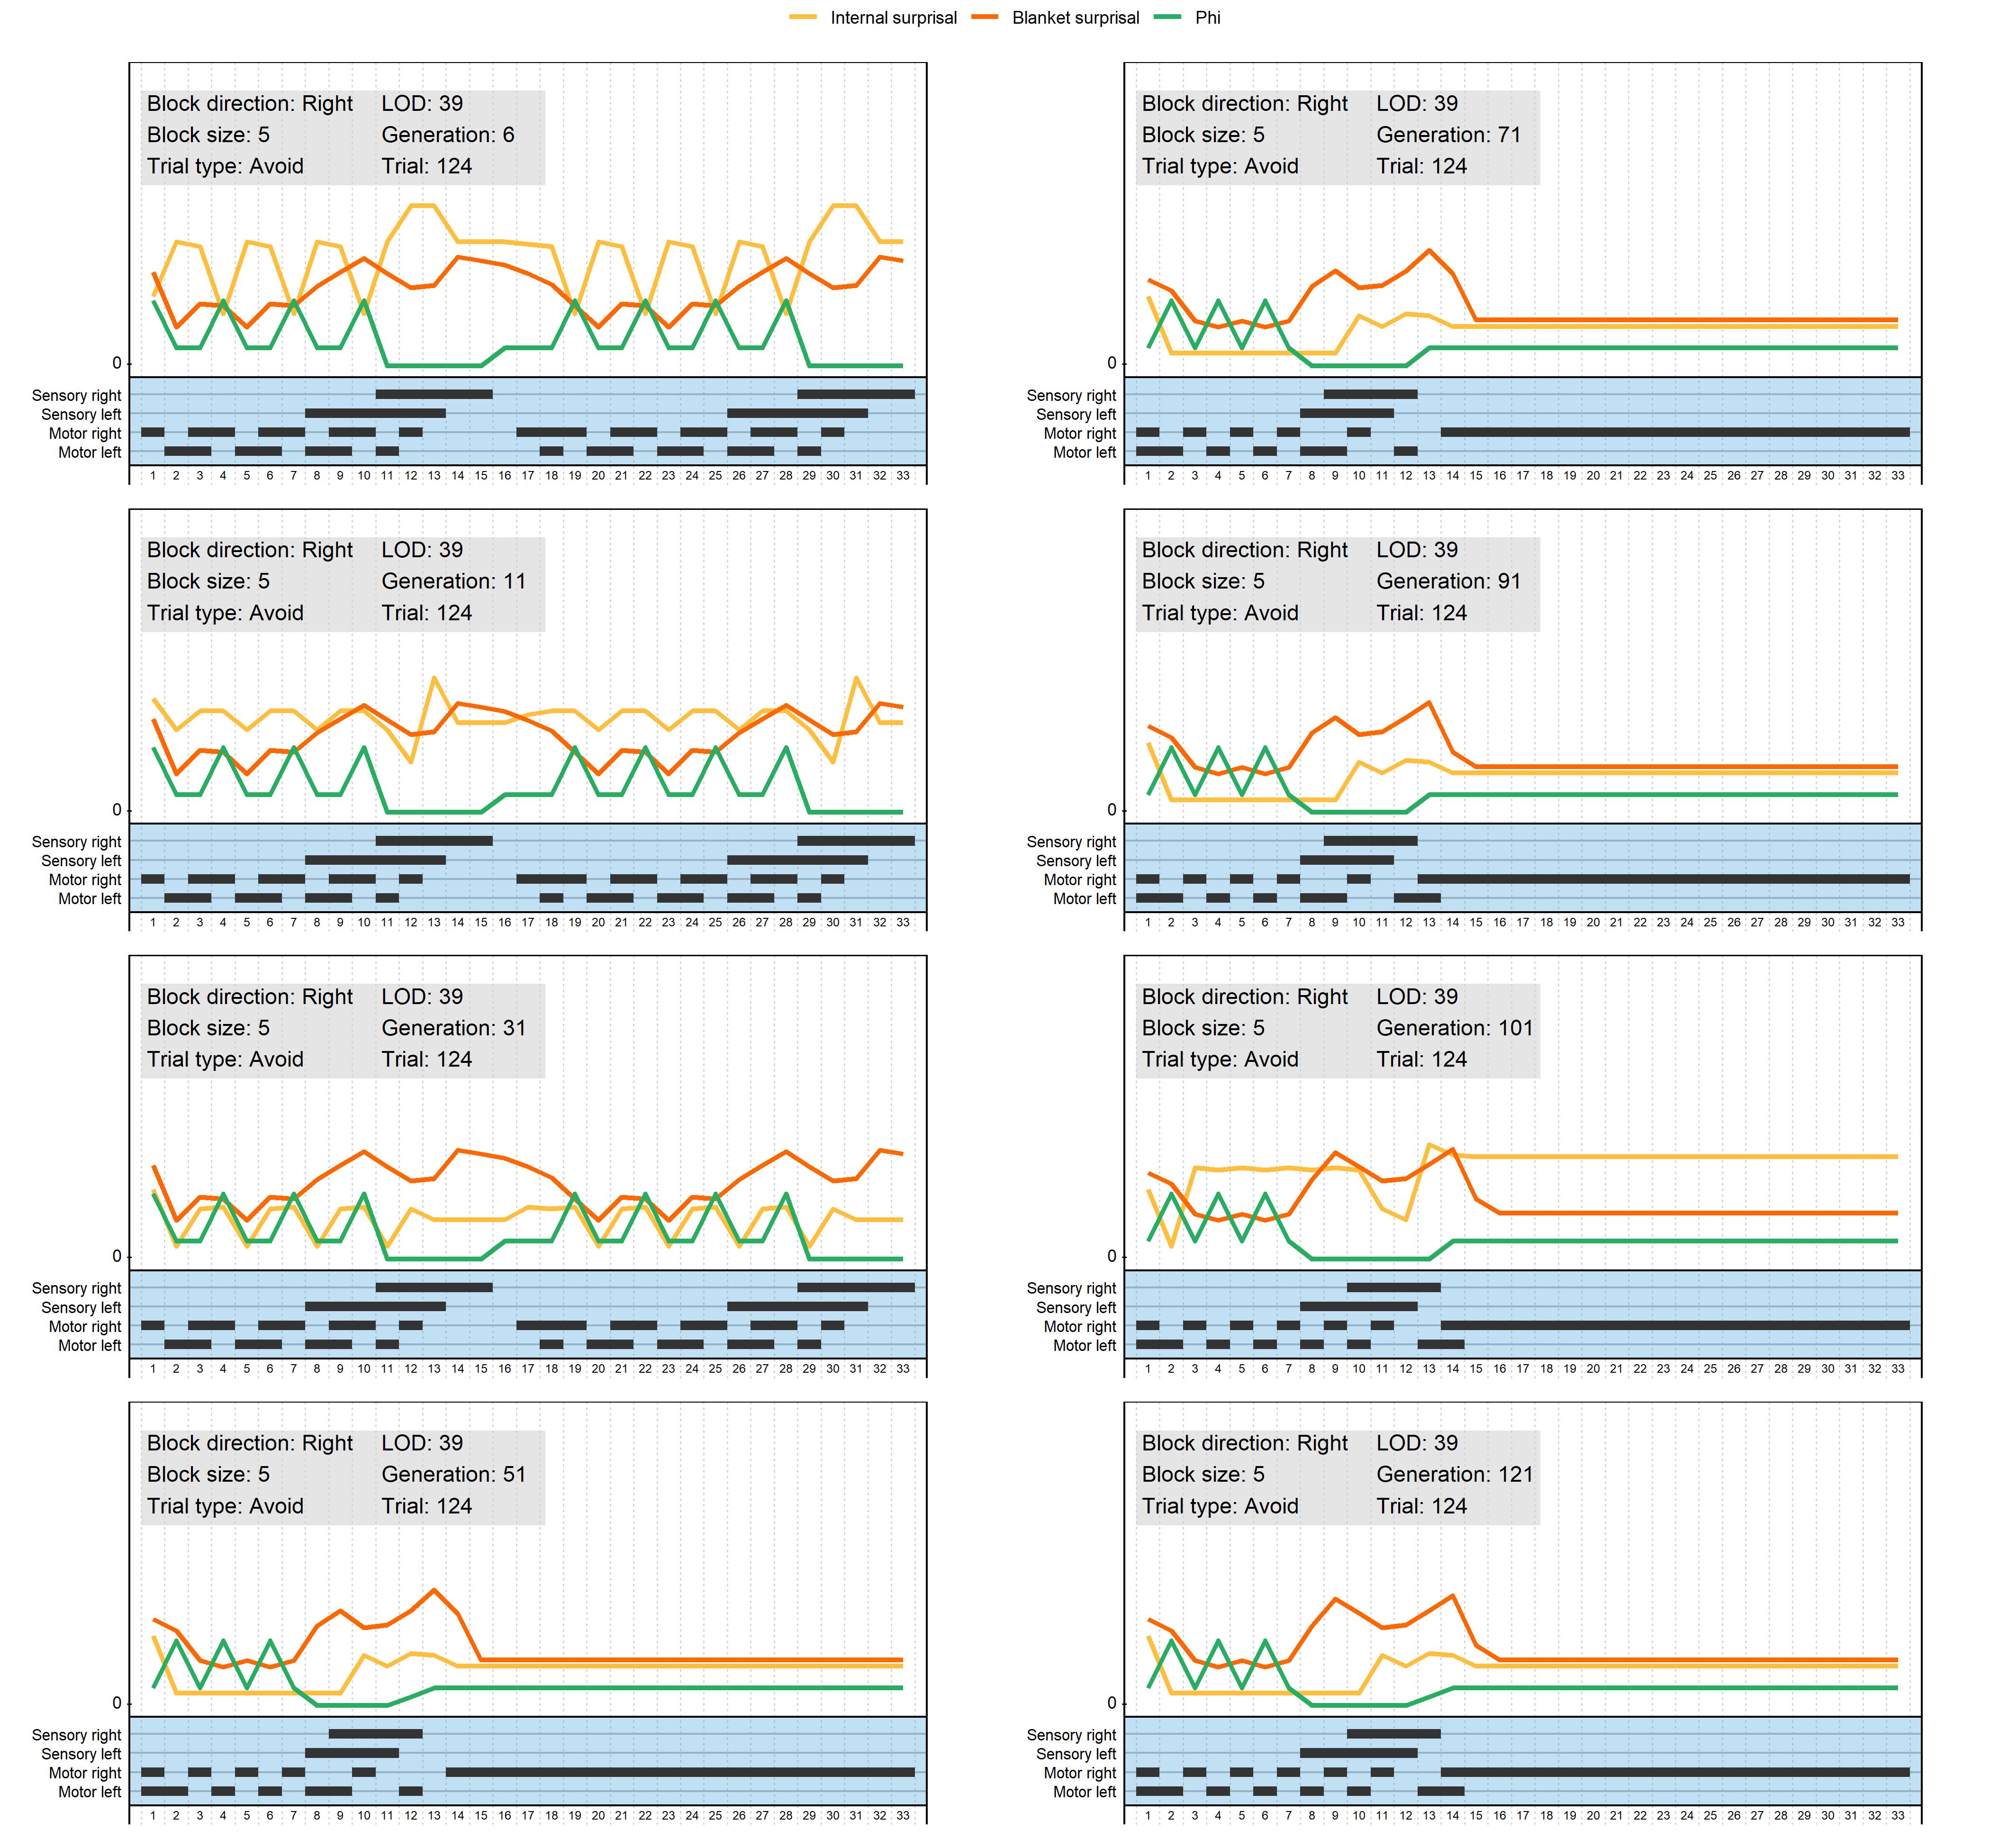 Internal surprisal Blanket surprisal Phi
Block direction: Right LOD: 39
Block size: 5 Generation: 6
Trial type: Avoid Trial: 124
0
Sensory right
Sensory left
Motor right
Motor left
1 2 3 4 5 6 7 8 9 10 11 12 13 14 15 16 17 18 19 20 21 22 23 24 25 26 27 28 29 30 31 32 33
Block direction: Right LOD: 39
Block size: 5 Generation: 71
Trial type: Avoid Trial: 124
0
Sensory right
Sensory left
Motor right
Motor left
1 2 3 4 5 6 7 8 9 10 11 12 13 14 15 16 17 18 19 20 21 22 23 24 25 26 27 28 29 30 31 32 33
Block direction: Right LOD: 39
Block size: 5 Generation: 11
Trial type: Avoid Trial: 124
0
Sensory right
Sensory left
Motor right
Motor left
1 2 3 4 5 6 7 8 9 10 11 12 13 14 15 16 17 18 19 20 21 22 23 24 25 26 27 28 29 30 31 32 33
Block direction: Right LOD: 39
Block size: 5 Generation: 91
Trial type: Avoid Trial: 124
0
Sensory right
Sensory left
Motor right
Motor left
1 2 3 4 5 6 7 8 9 10 11 12 13 14 15 16 17 18 19 20 21 22 23 24 25 26 27 28 29 30 31 32 33
Block direction: Right LOD: 39
Block size: 5 Generation: 31
Trial type: Avoid Trial: 124
0
Sensory right
Sensory left
Motor right
Motor left
1 2 3 4 5 6 7 8 9 10 11 12 13 14 15 16 17 18 19 20 21 22 23 24 25 26 27 28 29 30 31 32 33
Block direction: Right LOD: 39
Block size: 5 Generation: 101
Trial type: Avoid Trial: 124
0
Sensory right
Sensory left
Motor right
Motor left
1 2 3 4 5 6 7 8 9 10 11 12 13 14 15 16 17 18 19 20 21 22 23 24 25 26 27 28 29 30 31 32 33
Block direction: Right LOD: 39
Block size: 5 Generation: 51
Trial type: Avoid Trial: 124
0
Sensory right
Sensory left
Motor right
Motor left
1 2 3 4 5 6 7 8 9 10 11 12 13 14 15 16 17 18 19 20 21 22 23 24 25 26 27 28 29 30 31 32 33
Block direction: Right LOD: 39
Block size: 5 Generation: 121
Trial type: Avoid Trial: 124
0
Sensory right
Sensory left
Motor right
Motor left
1 2 3 4 5 6 7 8 9 10 11 12 13 14 15 16 17 18 19 20 21 22 23 24 25 26 27 28 29 30 31 32 33